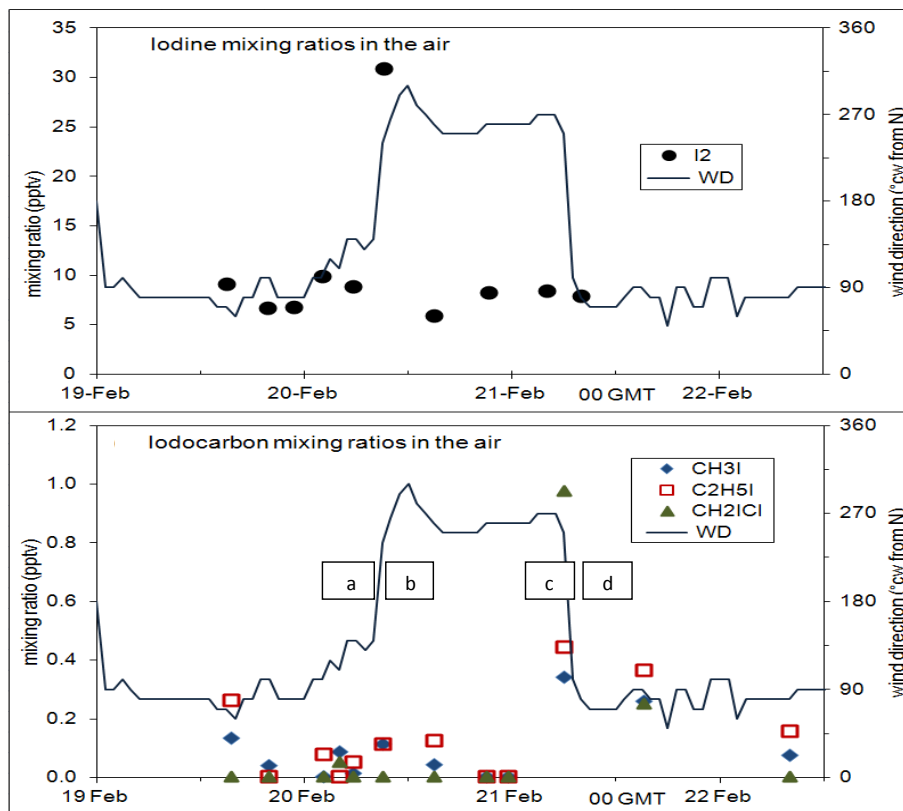 Iodine mixing ratios in the air
35
30
25
20
15
10
5
0
mixing ratio (pptv)
360
270
180
90
0
wind direction (°cw from N)
I2
WD
19-Feb
20-Feb
21-Feb
00 GMT
22-Feb
Iodocarbon mixing ratios in the air
1.2
1.0
0.8
0.6
0.4
0.2
0.0
mixing ratio (pptv)
360
270
180
90
0
wind direction (°cw from N)
CH3I
C2H5I
CH2ICI
WD
a
b
c
d
19 Feb
20 Feb
21 Feb
00 GMT
22 Feb